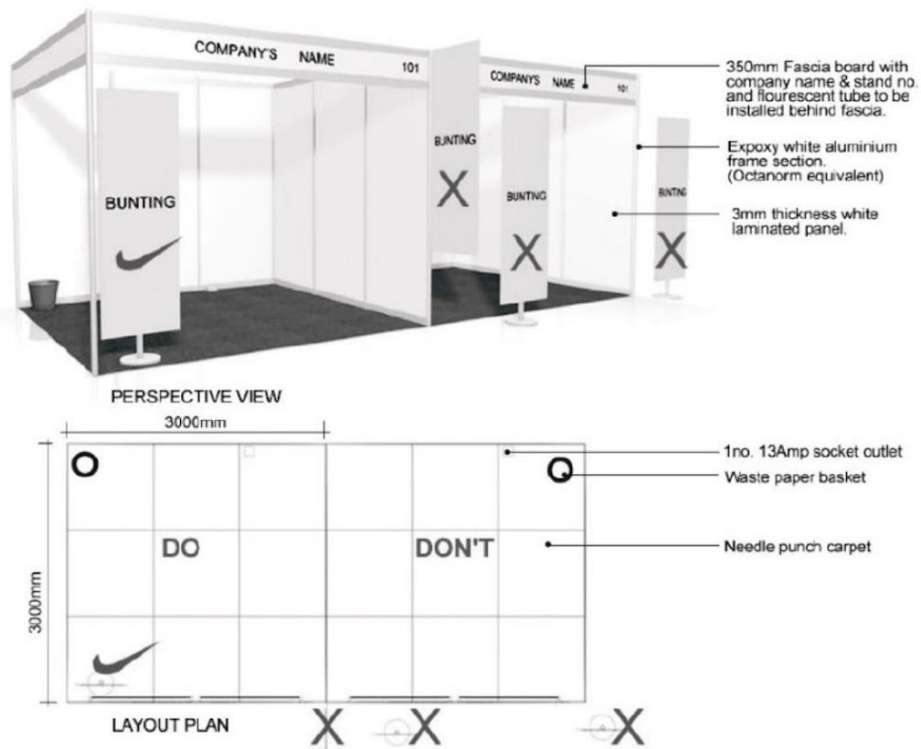 COMPANY'S NAME 101
COMPANY'S NAME 101
BUNTING
BUNTING
X
BUNTING
X
BUNTING
X
350mm Fascia board with
company name & stand no.
and flourescent tube to be
installed behind fascia.
Expoxy white aluminium
frame section.
(Octanorm equivalent)
3mm thickness white
laminated panel.
PERSPECTIVE VIEW
3000mm
1no. 13Amp socket outlet
Waste paper basket
DO
DON'T
Needle punch carpet
3000mm
LAYOUT PLAN
X X X